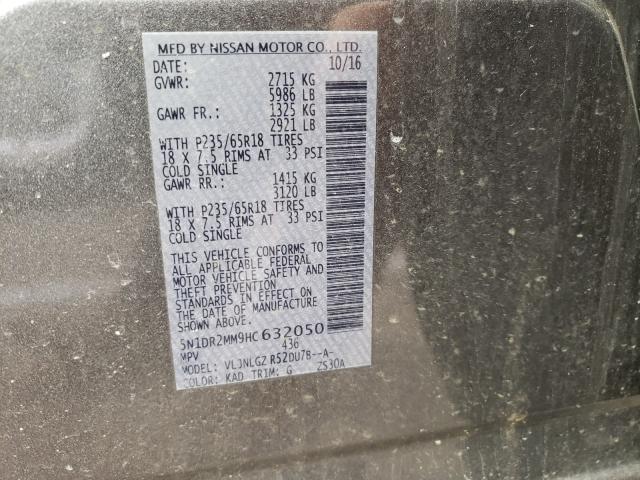 MFD BY NISSAN MOTOR CO., LTD.
DATE: 10/16
GVWR: 2715 KG
5986 LB
GAWR FR.: 1325 KG
2921 LB
WITH P235/65R18 TIRES
18 X 7.5 RIMS AT 33 PSI
COLD SINGLE
GAWR RR.: 1415 KG
3120 LB
WITH P235/65R18 TIRES
18 X 7.5 RIMS AT 33 PSI
COLD SINGLE
THIS VEHICLE CONFORMS TO
ALL APPLICABLE FEDERAL
MOTOR VEHICLE SAFETY AND
THEFT PREVENTION
STANDARDS IN EFFECT ON
THE DATE OF MANUFACTURE
SHOWN ABOVE.
5N1DR2MM9HC 632050
MPV 436
MODEL: VLJNLGZ R52DU78--A-
COLOR: KAD TRIM: G ZS30A